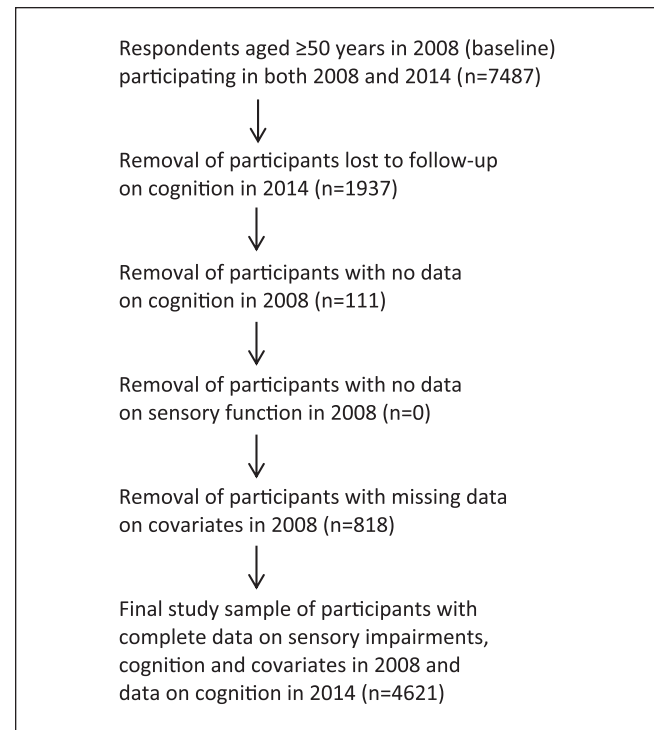 Respondents aged ≥50 years in 2008 (baseline)
participating in both 2008 and 2014 (n=7487)
Removal of participants lost to follow-up
on cognition in 2014 (n=1937)
Removal of participants with no data
on cognition in 2008 (n=111)
Removal of participants with no data
on sensory function in 2008 (n=0)
Removal of participants with missing data
on covariates in 2008 (n=818)
Final study sample of participants with
complete data on sensory impairments,
cognition and covariates in 2008 and
data on cognition in 2014 (n=4621)